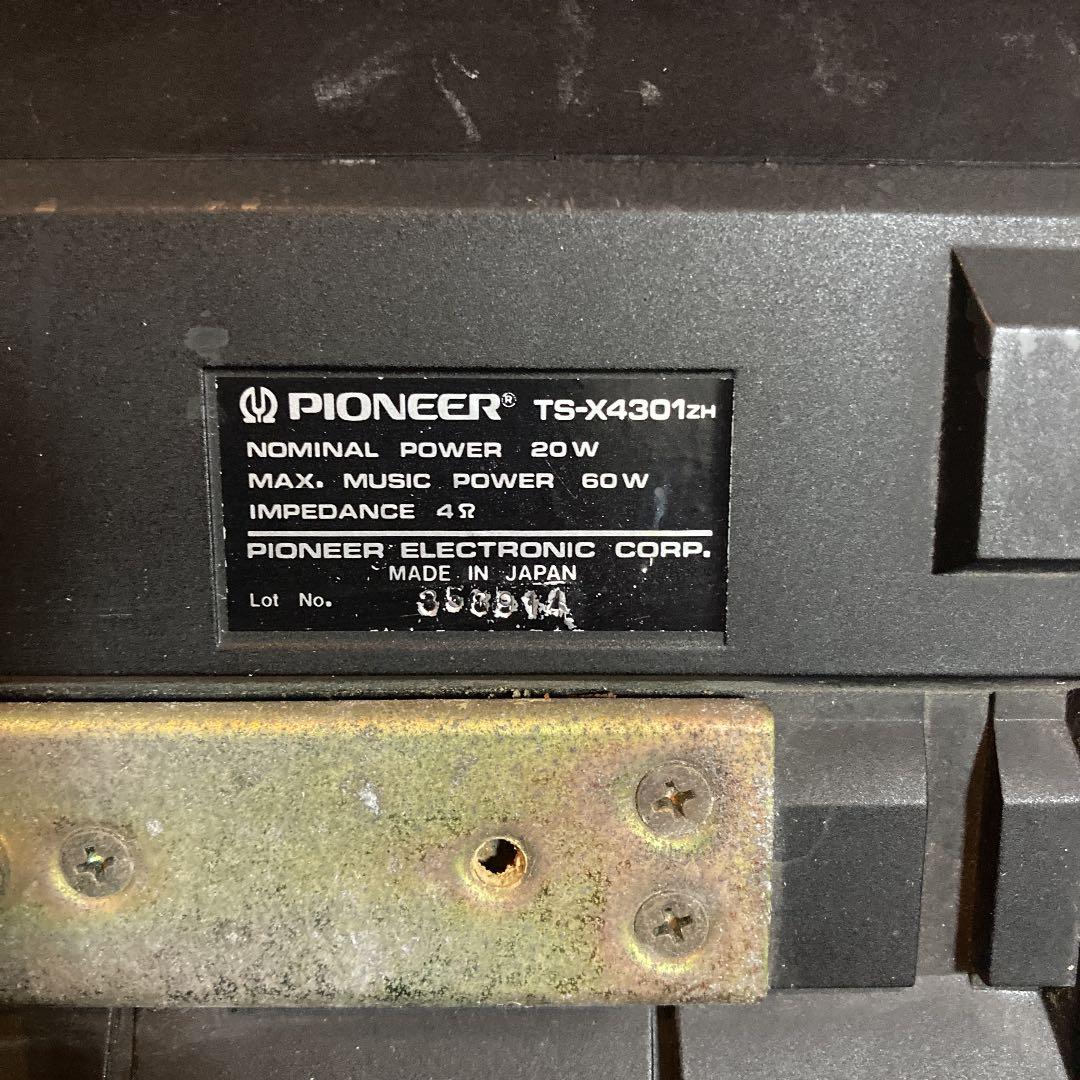 PIONEER® TS-X4301ZH
NOMINAL POWER 20W
MAX. MUSIC POWER 60W
IMPEDANCE 4Ω
PIONEER ELECTRONIC CORP.
MADE IN JAPAN
Lot No.